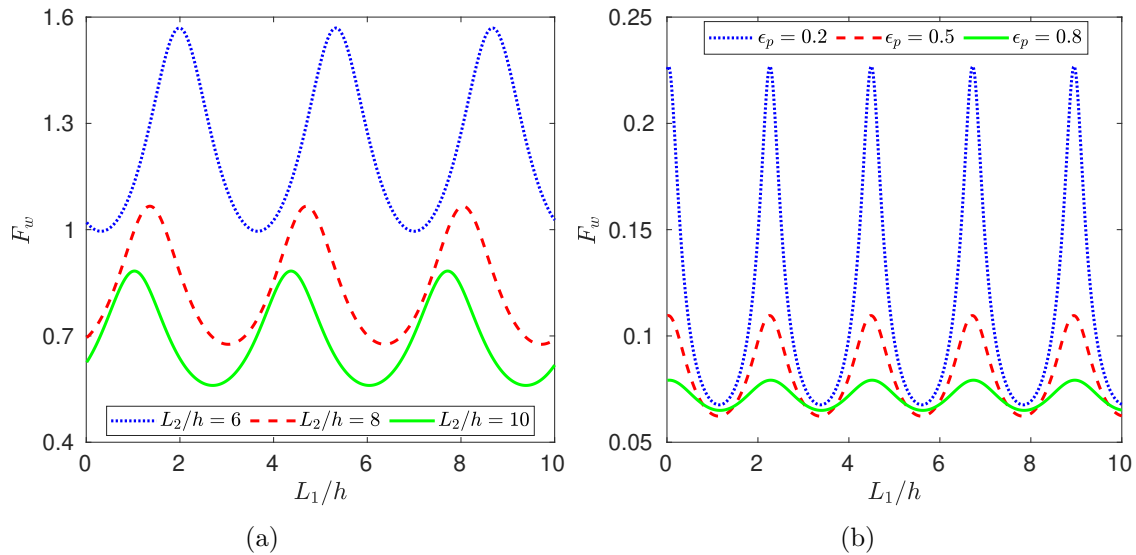 1.6
1.3
1
0.7
0.4
F_w
0 2 4 6 8 10
L_1/h
L_2/h = 6 L_2/h = 8 L_2/h = 10
(a)
ϵ_p = 0.2 ϵ_p = 0.5 ϵ_p = 0.8
0.25
0.2
0.15
0.1
0.05
F_w
0 2 4 6 8 10
L_1/h
(b)